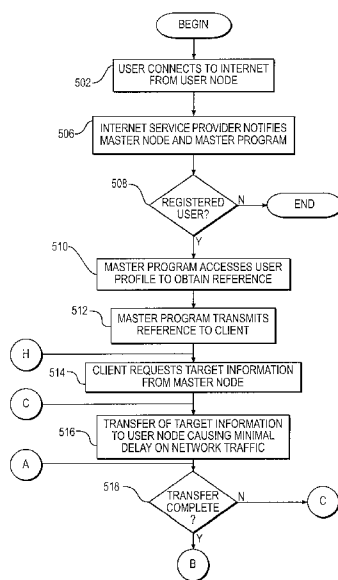 BEGIN
502
USER CONNECTS TO INTERNET
FROM USER NODE
506
INTERNET SERVICE PROVIDER NOTIFIES
MASTER NODE AND MASTER PROGRAM
508
REGISTERED
USER?
N
END
Y
510
MASTER PROGRAM ACCESSES USER
PROFILE TO OBTAIN REFERENCE
512
MASTER PROGRAM TRANSMITS
REFERENCE TO CLIENT
H
514
CLIENT REQUESTS TARGET INFORMATION
FROM MASTER NODE
C
516
TRANSFER OF TARGET INFORMATION
TO USER NODE CAUSING MINIMAL
DELAY ON NETWORK TRAFFIC
A
518
TRANSFER
COMPLETE
?
N
C
Y
B